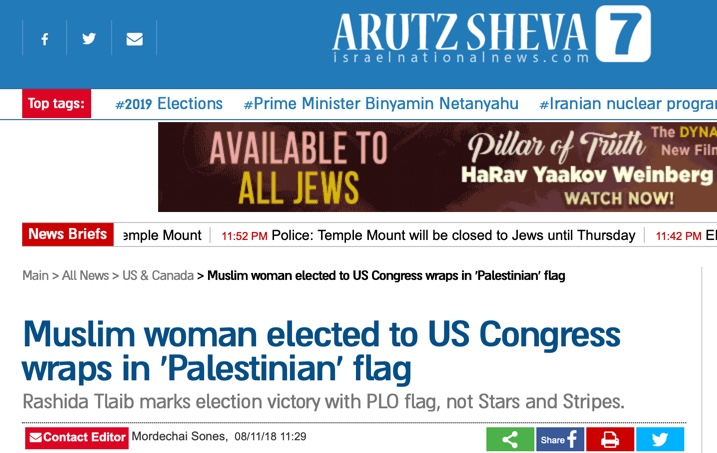 ARUTZ SHEVA 7
israelnationalnews.com
Top tags: #2019 Elections #Prime Minister Binyamin Netanyahu #Iranian nuclear
AVAILABLE TO
ALL JEWS
Pillar of Truth
The DYNA
New Film
HaRav Yaakov Weinberg
WATCH NOW!
News Briefs emple Mount 11:52 PM Police: Temple Mount will be closed to Jews until Thursday 11:42 PM
Main > All News > US & Canada > Muslim woman elected to US Congress wraps in 'Palestinian' flag
Muslim woman elected to US Congress
wraps in 'Palestinian' flag
Rashida Tlaib marks election victory with PLO flag, not Stars and Stripes.
Contact Editor Mordechai Sones, 08/11/18 11:29
Share